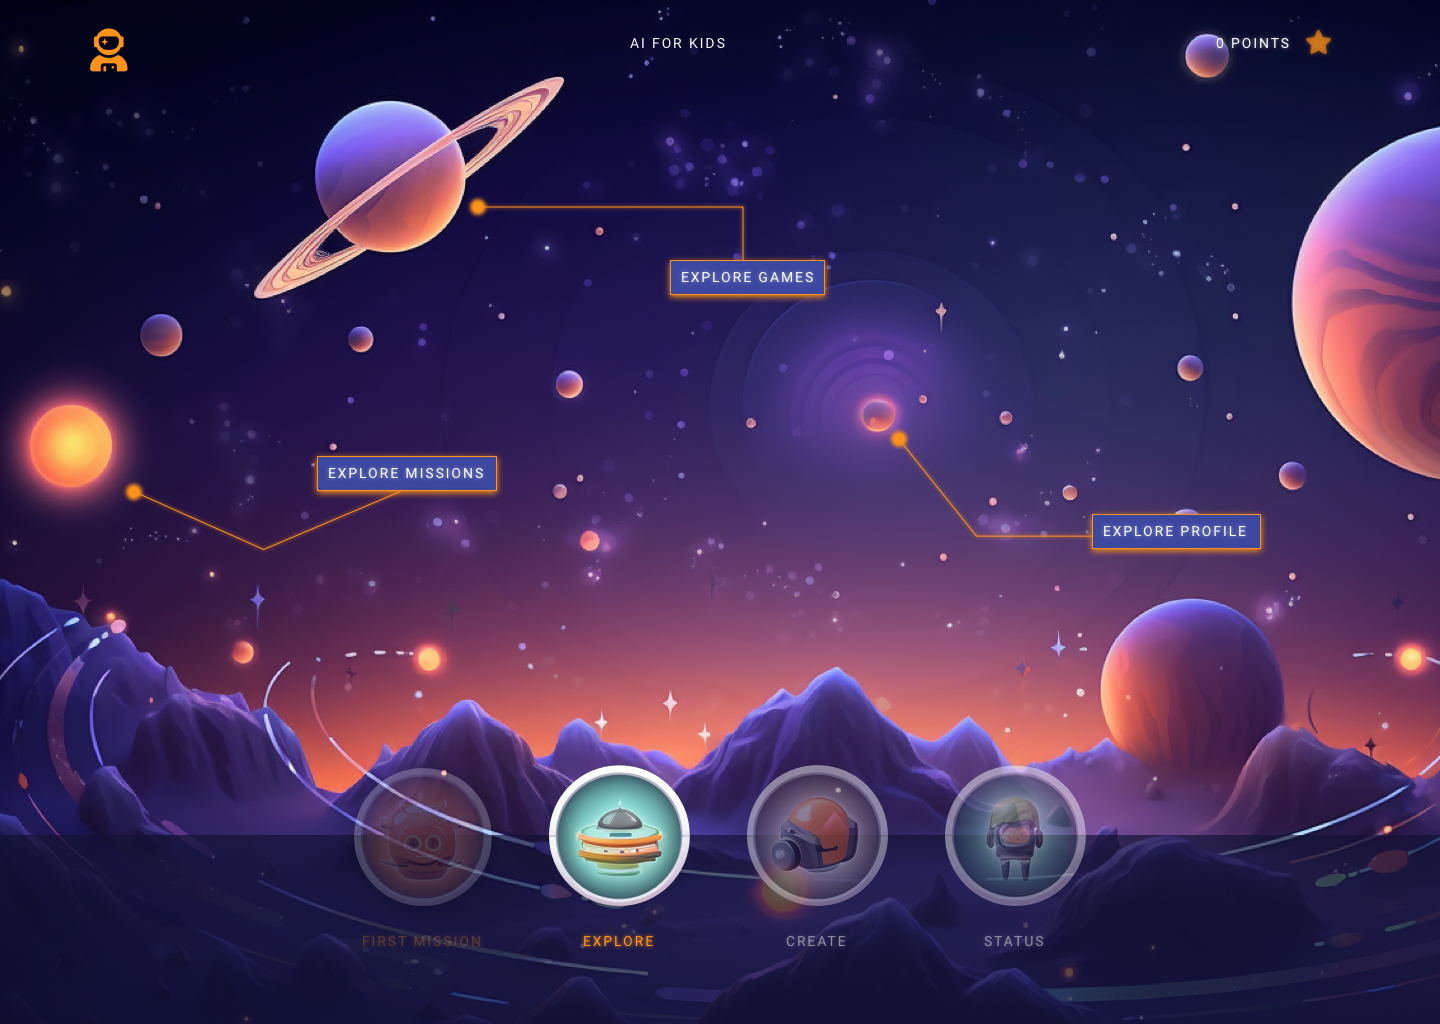 AI FOR KIDS
0 POINTS
EXPLORE GAMES
EXPLORE MISSIONS
EXPLORE PROFILE
FIRST MISSION
EXPLORE
CREATE
STATUS